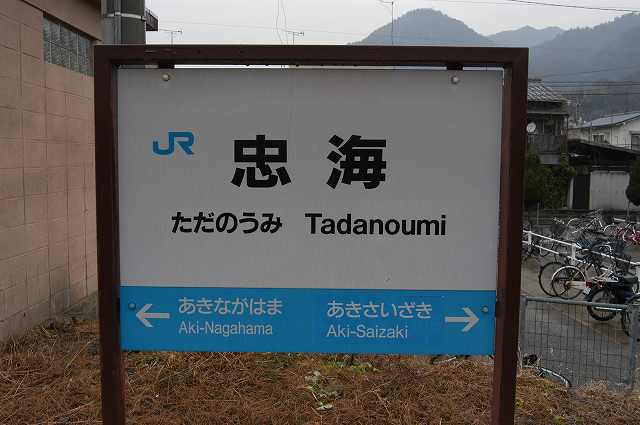 JR
忠海
ただのうみ Tadanoumi
← あきながはま あきさいざき →
Aki-Nagahama Aki-Saizaki